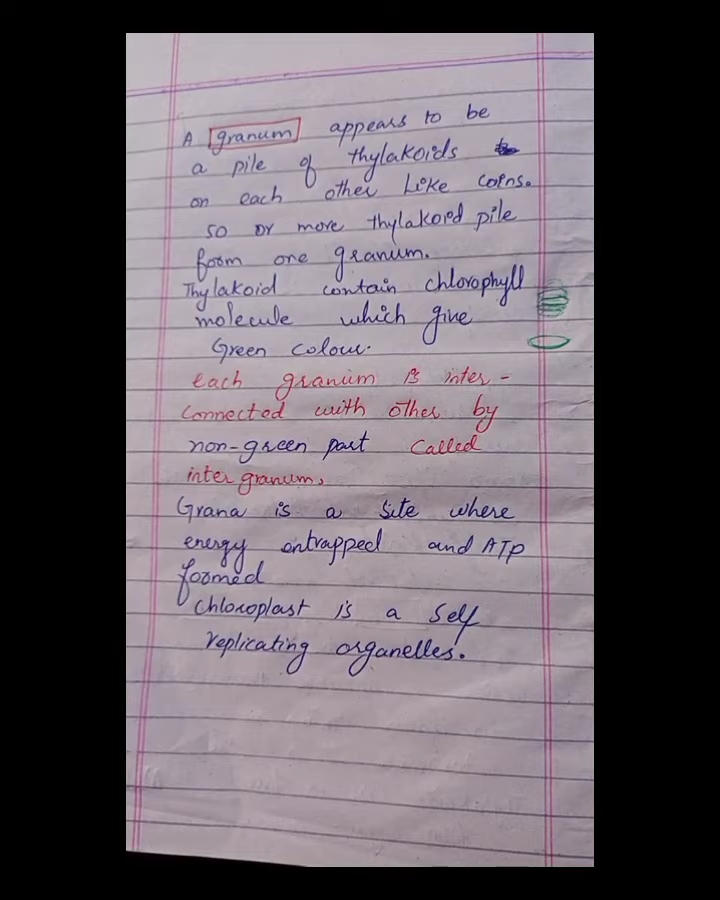 A granum appears to be
a pile of thylakoids
on each other like coins.
50 or more thylakoid pile
form one granum.
Thylakoid contain chlorophyll
molecule which give
Green colour.
each granum is inter-
connected with other by
non-green part called
inter granum,
Grana is a site where
energy entrapped and ATP
formed
chloroplast is a self
replicating organelles.